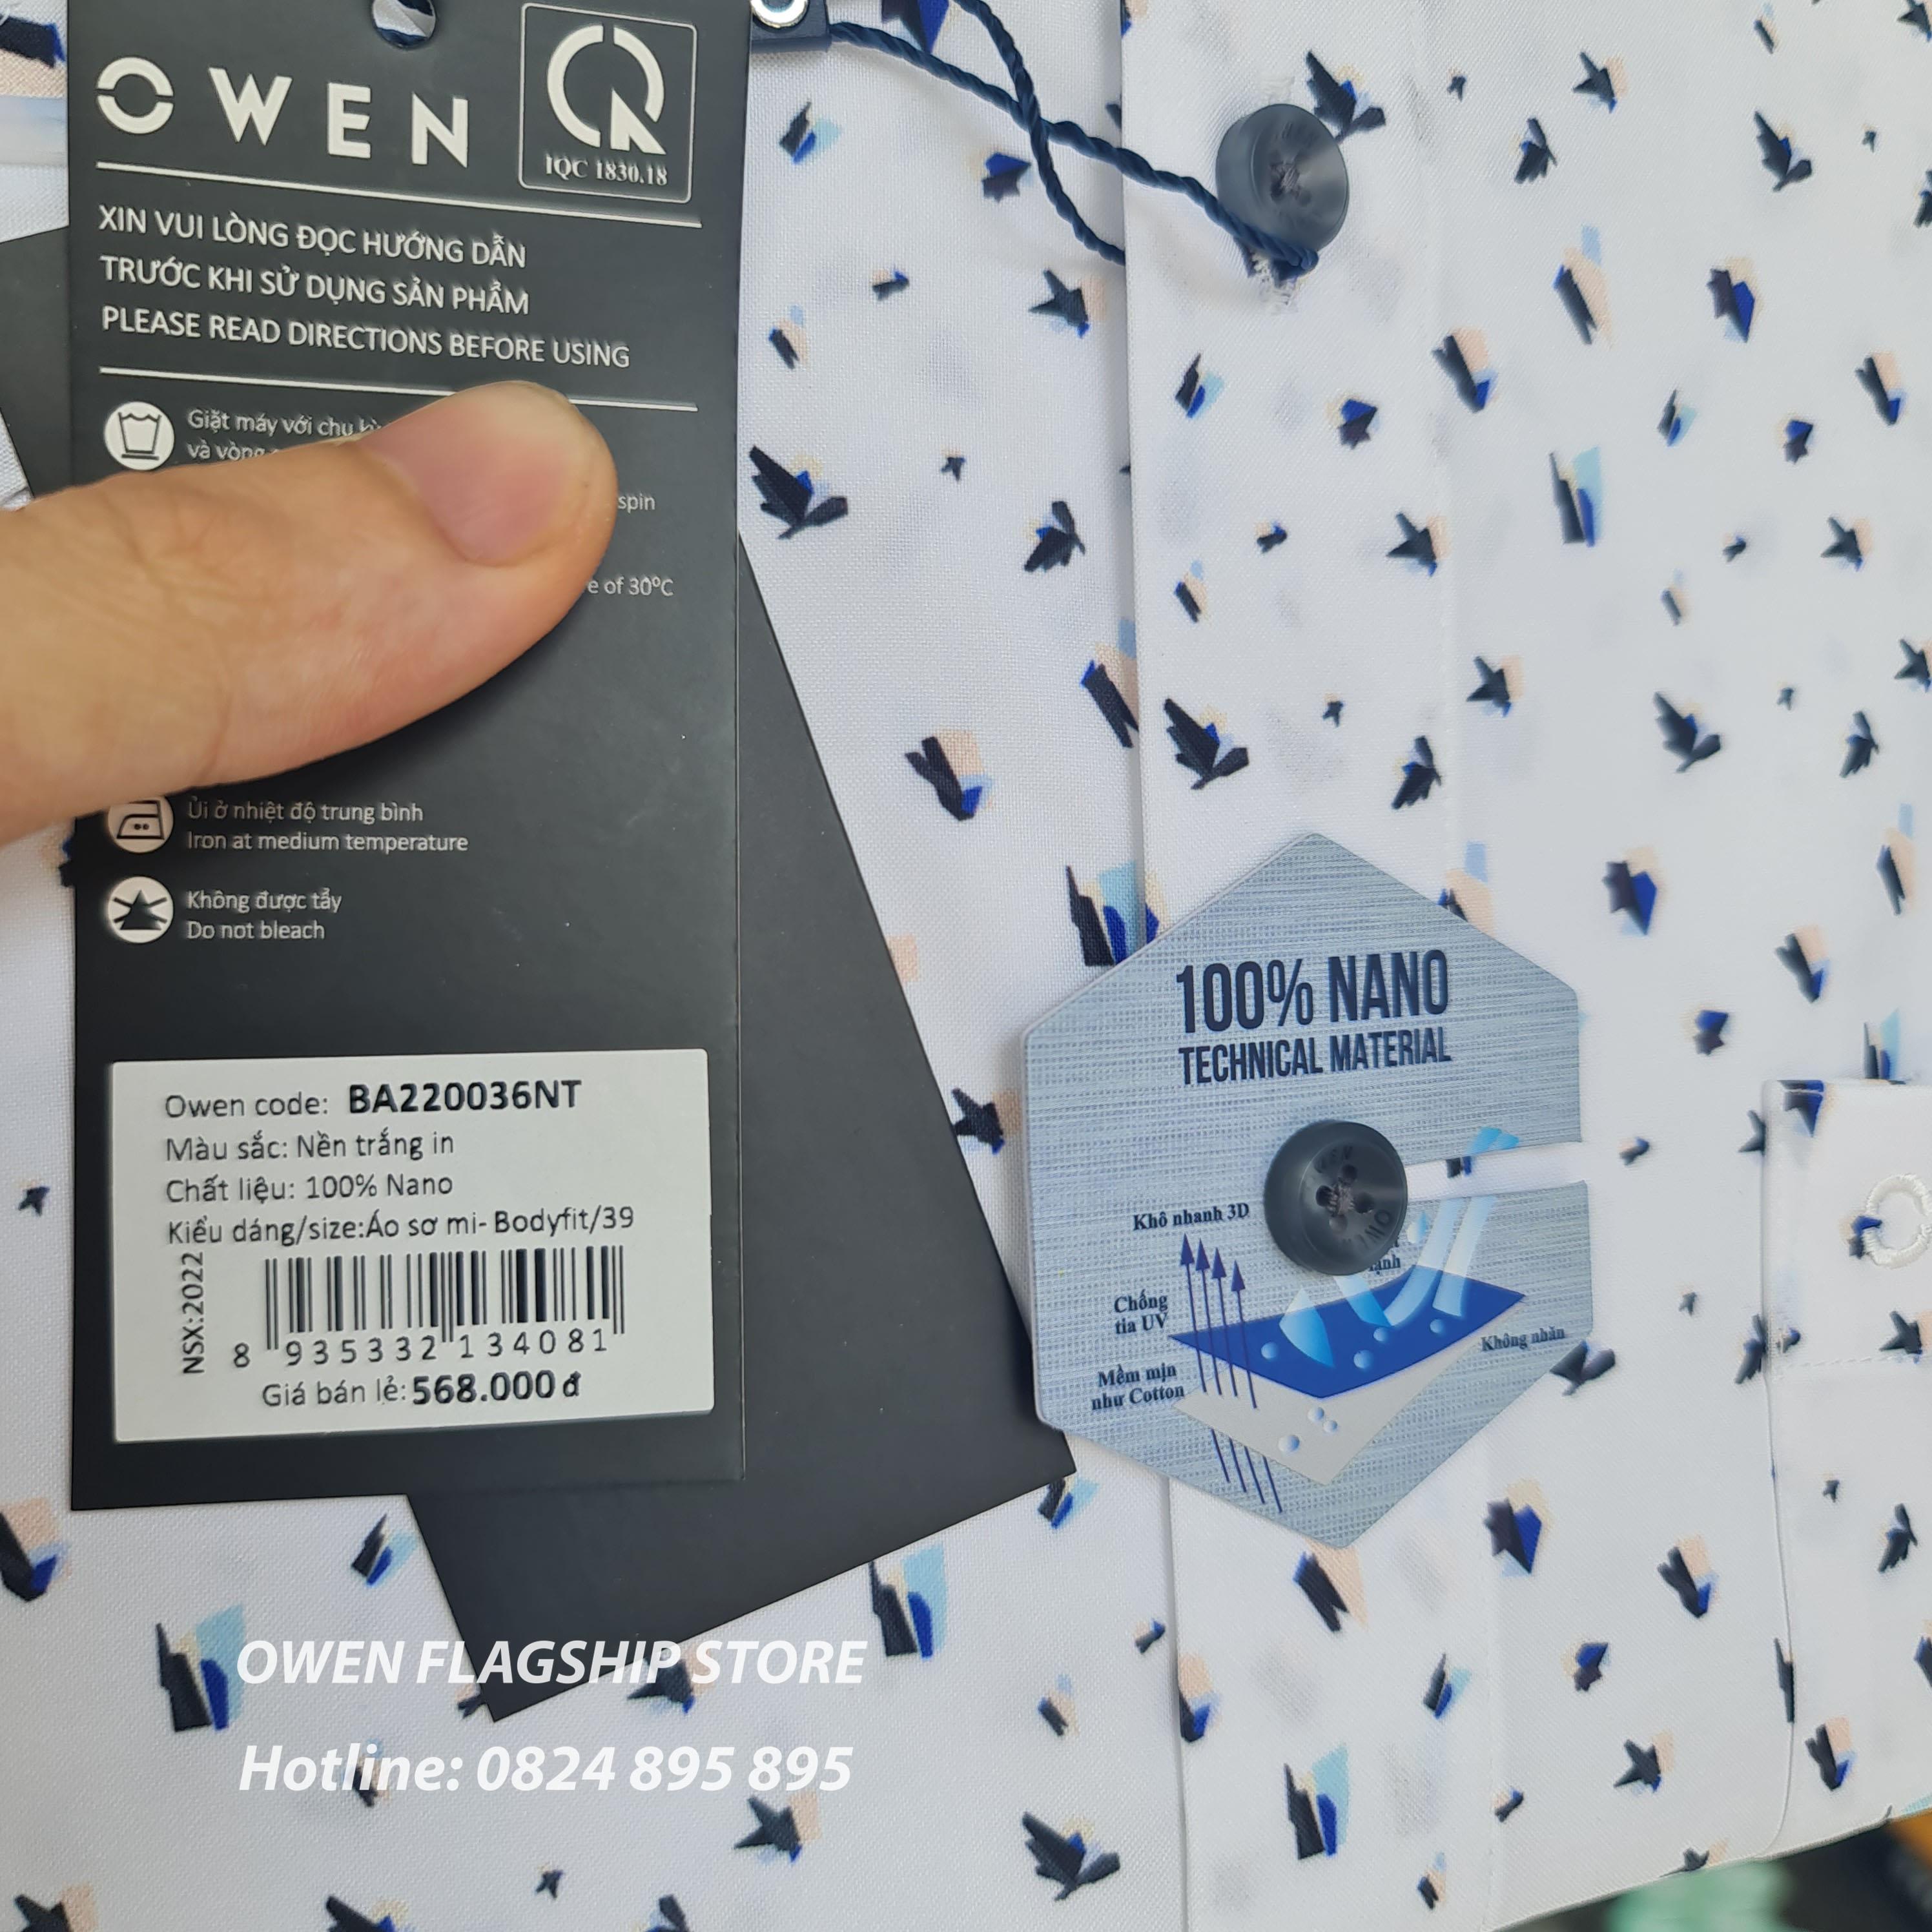 OWEN
IQC 1830.18
XIN VUI LÒNG ĐỌC HƯỚNG DẪN
TRƯỚC KHI SỬ DỤNG SẢN PHẨM
PLEASE READ DIRECTIONS BEFORE USING
Giặt máy với chu
và vòng
spin
of 30°C
Ủi ở nhiệt độ trung bình
Iron at medium temperature
Không được tẩy
Do not bleach
Owen code: BA220036NT
Màu sắc: Nền trắng in
Chất liệu: 100% Nano
Kiểu dáng/size:Áo sơ mi- Bodyfit/39
NSX:2022
8 935332 134081
Giá bán lẻ: 568.000 đ
100% NANO
TECHNICAL MATERIAL
Khô nhanh 3D
Chống
tia UV
Mềm mịn
như Cotton
Không nhăn
OWEN FLAGSHIP STORE
Hotline: 0824 895 895